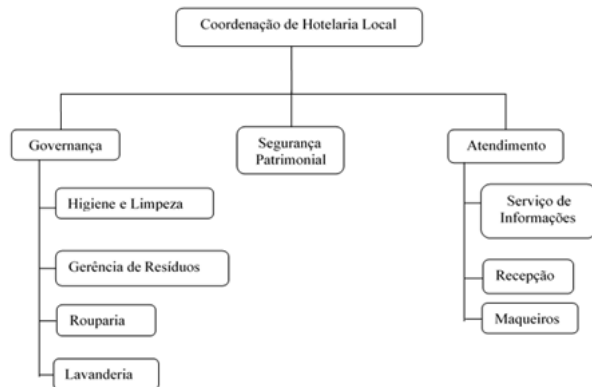 Coordenação de Hotelaria Local
Governança
Segurança
Patrimonial
Atendimento
Higiene e Limpeza
Gerência de Resíduos
Rouparia
Lavanderia
Serviço de
Informações
Recepção
Maqueiros